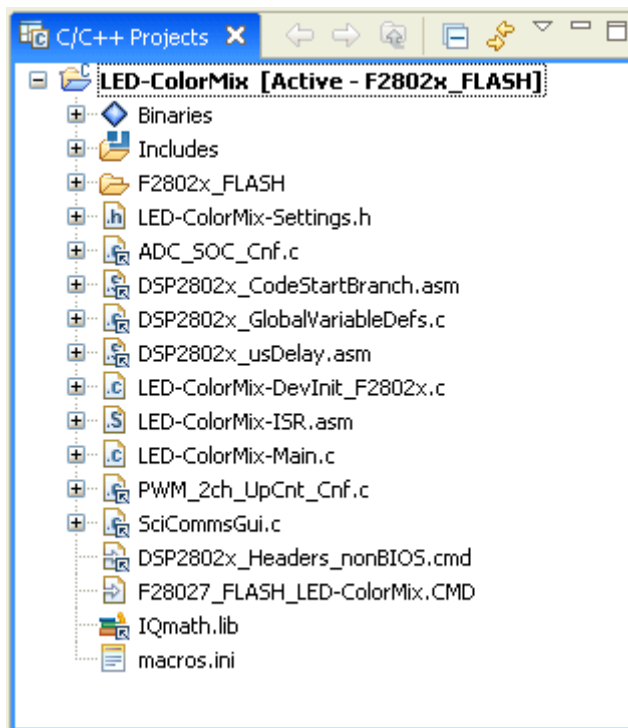 C/C++ Projects
LED-ColorMix [Active - F2802x_FLASH]
Binaries
Includes
F2802x_FLASH
LED-ColorMix-Settings.h
ADC_SOC_Cnf.c
DSP2802x_CodeStartBranch.asm
DSP2802x_GlobalVariableDefs.c
DSP2802x_usDelay.asm
LED-ColorMix-DevInit_F2802x.c
LED-ColorMix-ISR.asm
LED-ColorMix-Main.c
PWM_2ch_UpCnt_Cnf.c
SciCommsGui.c
DSP2802x_Headers_nonBIOS.cmd
F28027_FLASH_LED-ColorMix.CMD
IQmath.lib
macros.ini